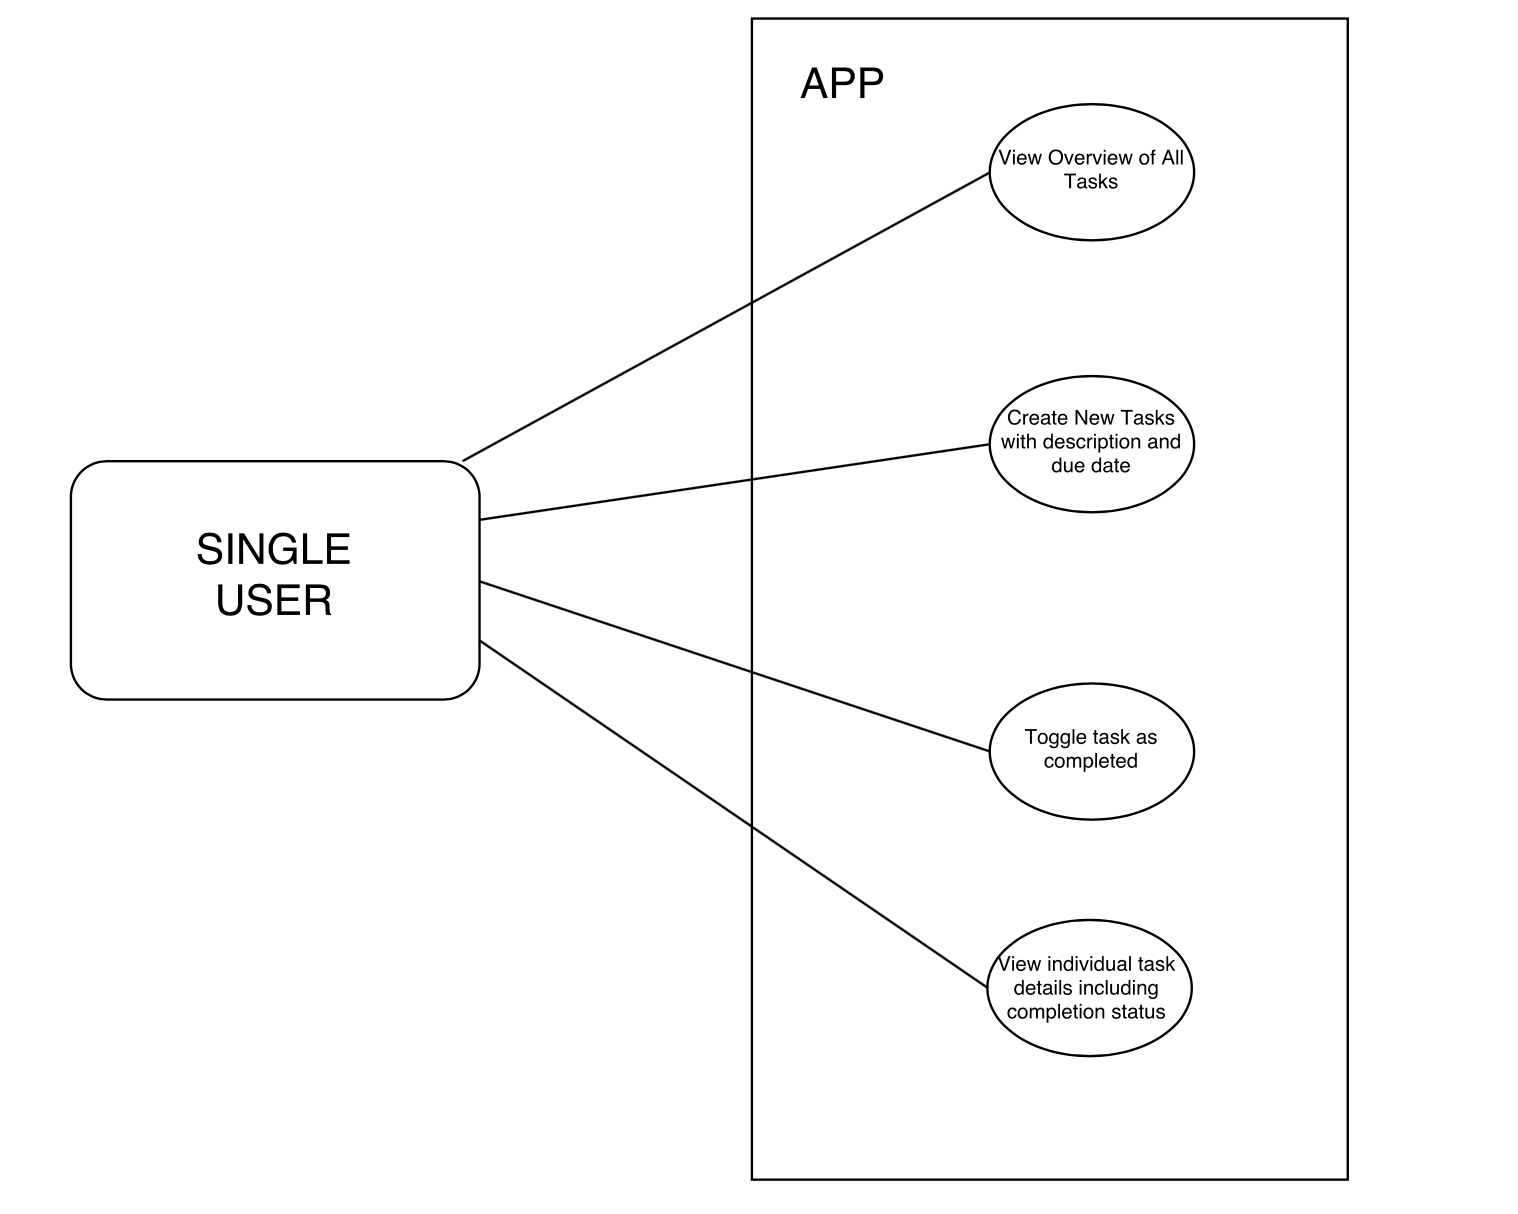 APP
View Overview of All
Tasks
Create New Tasks
with description and
due date
SINGLE
USER
Toggle task as
completed
View individual task
details including
completion status